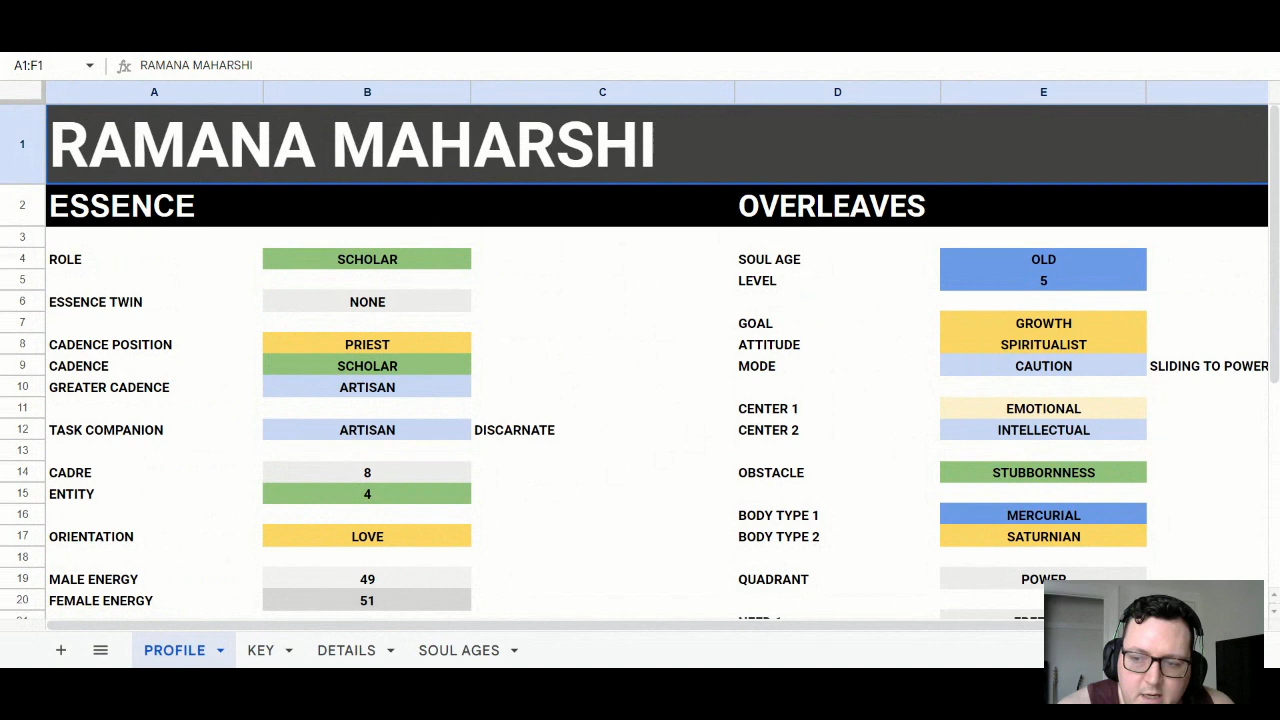 A1:F1 fx RAMANA MAHARSHI
A B C D E
1 RAMANA MAHARSHI
2 ESSENCE OVERLEAVES
3
4 ROLE SCHOLAR SOUL AGE OLD
5 LEVEL 5
6 ESSENCE TWIN NONE
7 GOAL GROWTH
8 CADENCE POSITION PRIEST ATTITUDE SPIRITUALIST
9 CADENCE SCHOLAR MODE CAUTION SLIDING TO POWER
10 GREATER CADENCE ARTISAN
11 CENTER 1 EMOTIONAL
12 TASK COMPANION ARTISAN DISCARNATE CENTER 2 INTELLECTUAL
13
14 CADRE 8 OBSTACLE STUBBORNNESS
15 ENTITY 4
16 BODY TYPE 1 MERCURIAL
17 ORIENTATION LOVE BODY TYPE 2 SATURNIAN
18
19 MALE ENERGY 49 QUADRANT POWER
20 FEMALE ENERGY 51
PROFILE KEY DETAILS SOUL AGES